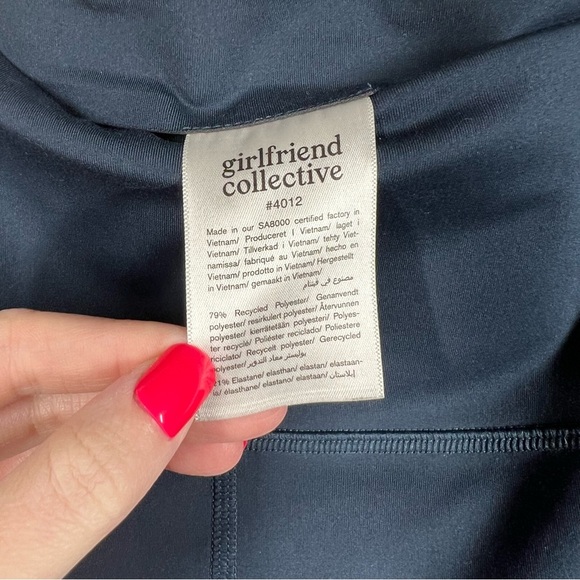 girlfriend
collective
#4012
Made in our SA8000 certified factory in
Vietnam/ Produceret I Vietnam/ laget i
Vietnam/ Tillverkad i Vietnam/ tehty Viet-
namissa/ fabriqué au Vietnam/ hecho en
Vietnam/ prodotto in Vietnam/ Hergestellt
in Vietnam/ gemaakt in Vietnam/
مصنوع في فيتنام
79% Recycled Polyester/ Genanvendt
polyester/ resirkulert polyester/ Återvunnen
polyester/ kierrätetään polyesteri/ Polyes-
ter recyclé/ Poliéster reciclado/ Poliestere
riciclato/ Recycelt polyester/ Gerecycled
polyester/ بوليستر معاد التدوير
21% Elastane/ elasthan/ elastan/ elastaan-
ia/ élasthanne/ elastano/ elastaan/ إيلاستان